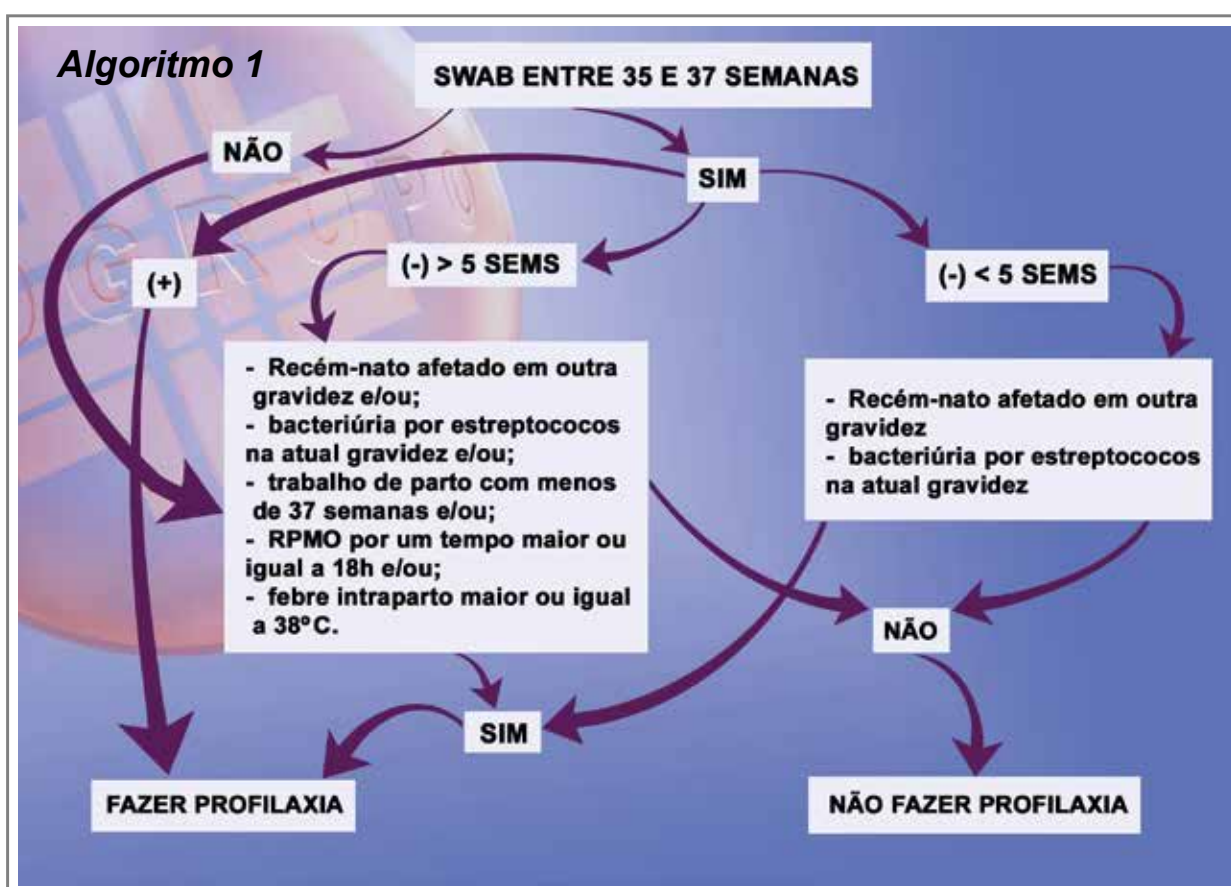 Algoritmo 1
SWAB ENTRE 35 E 37 SEMANAS
NÃO
SIM
(+)
(-) > 5 SEMS
(-) < 5 SEMS
- Recém-nato afetado em outra
gravidez e/ou;
- bacteriúria por estreptococos
na atual gravidez e/ou;
- trabalho de parto com menos
de 37 semanas e/ou;
- RPMO por um tempo maior ou
igual a 18h e/ou;
- febre intraparto maior ou igual
a 38°C.
- Recém-nato afetado em outra
gravidez
- bacteriúria por estreptococos
na atual gravidez
NÃO
SIM
FAZER PROFILAXIA
NÃO FAZER PROFILAXIA
GRUPO